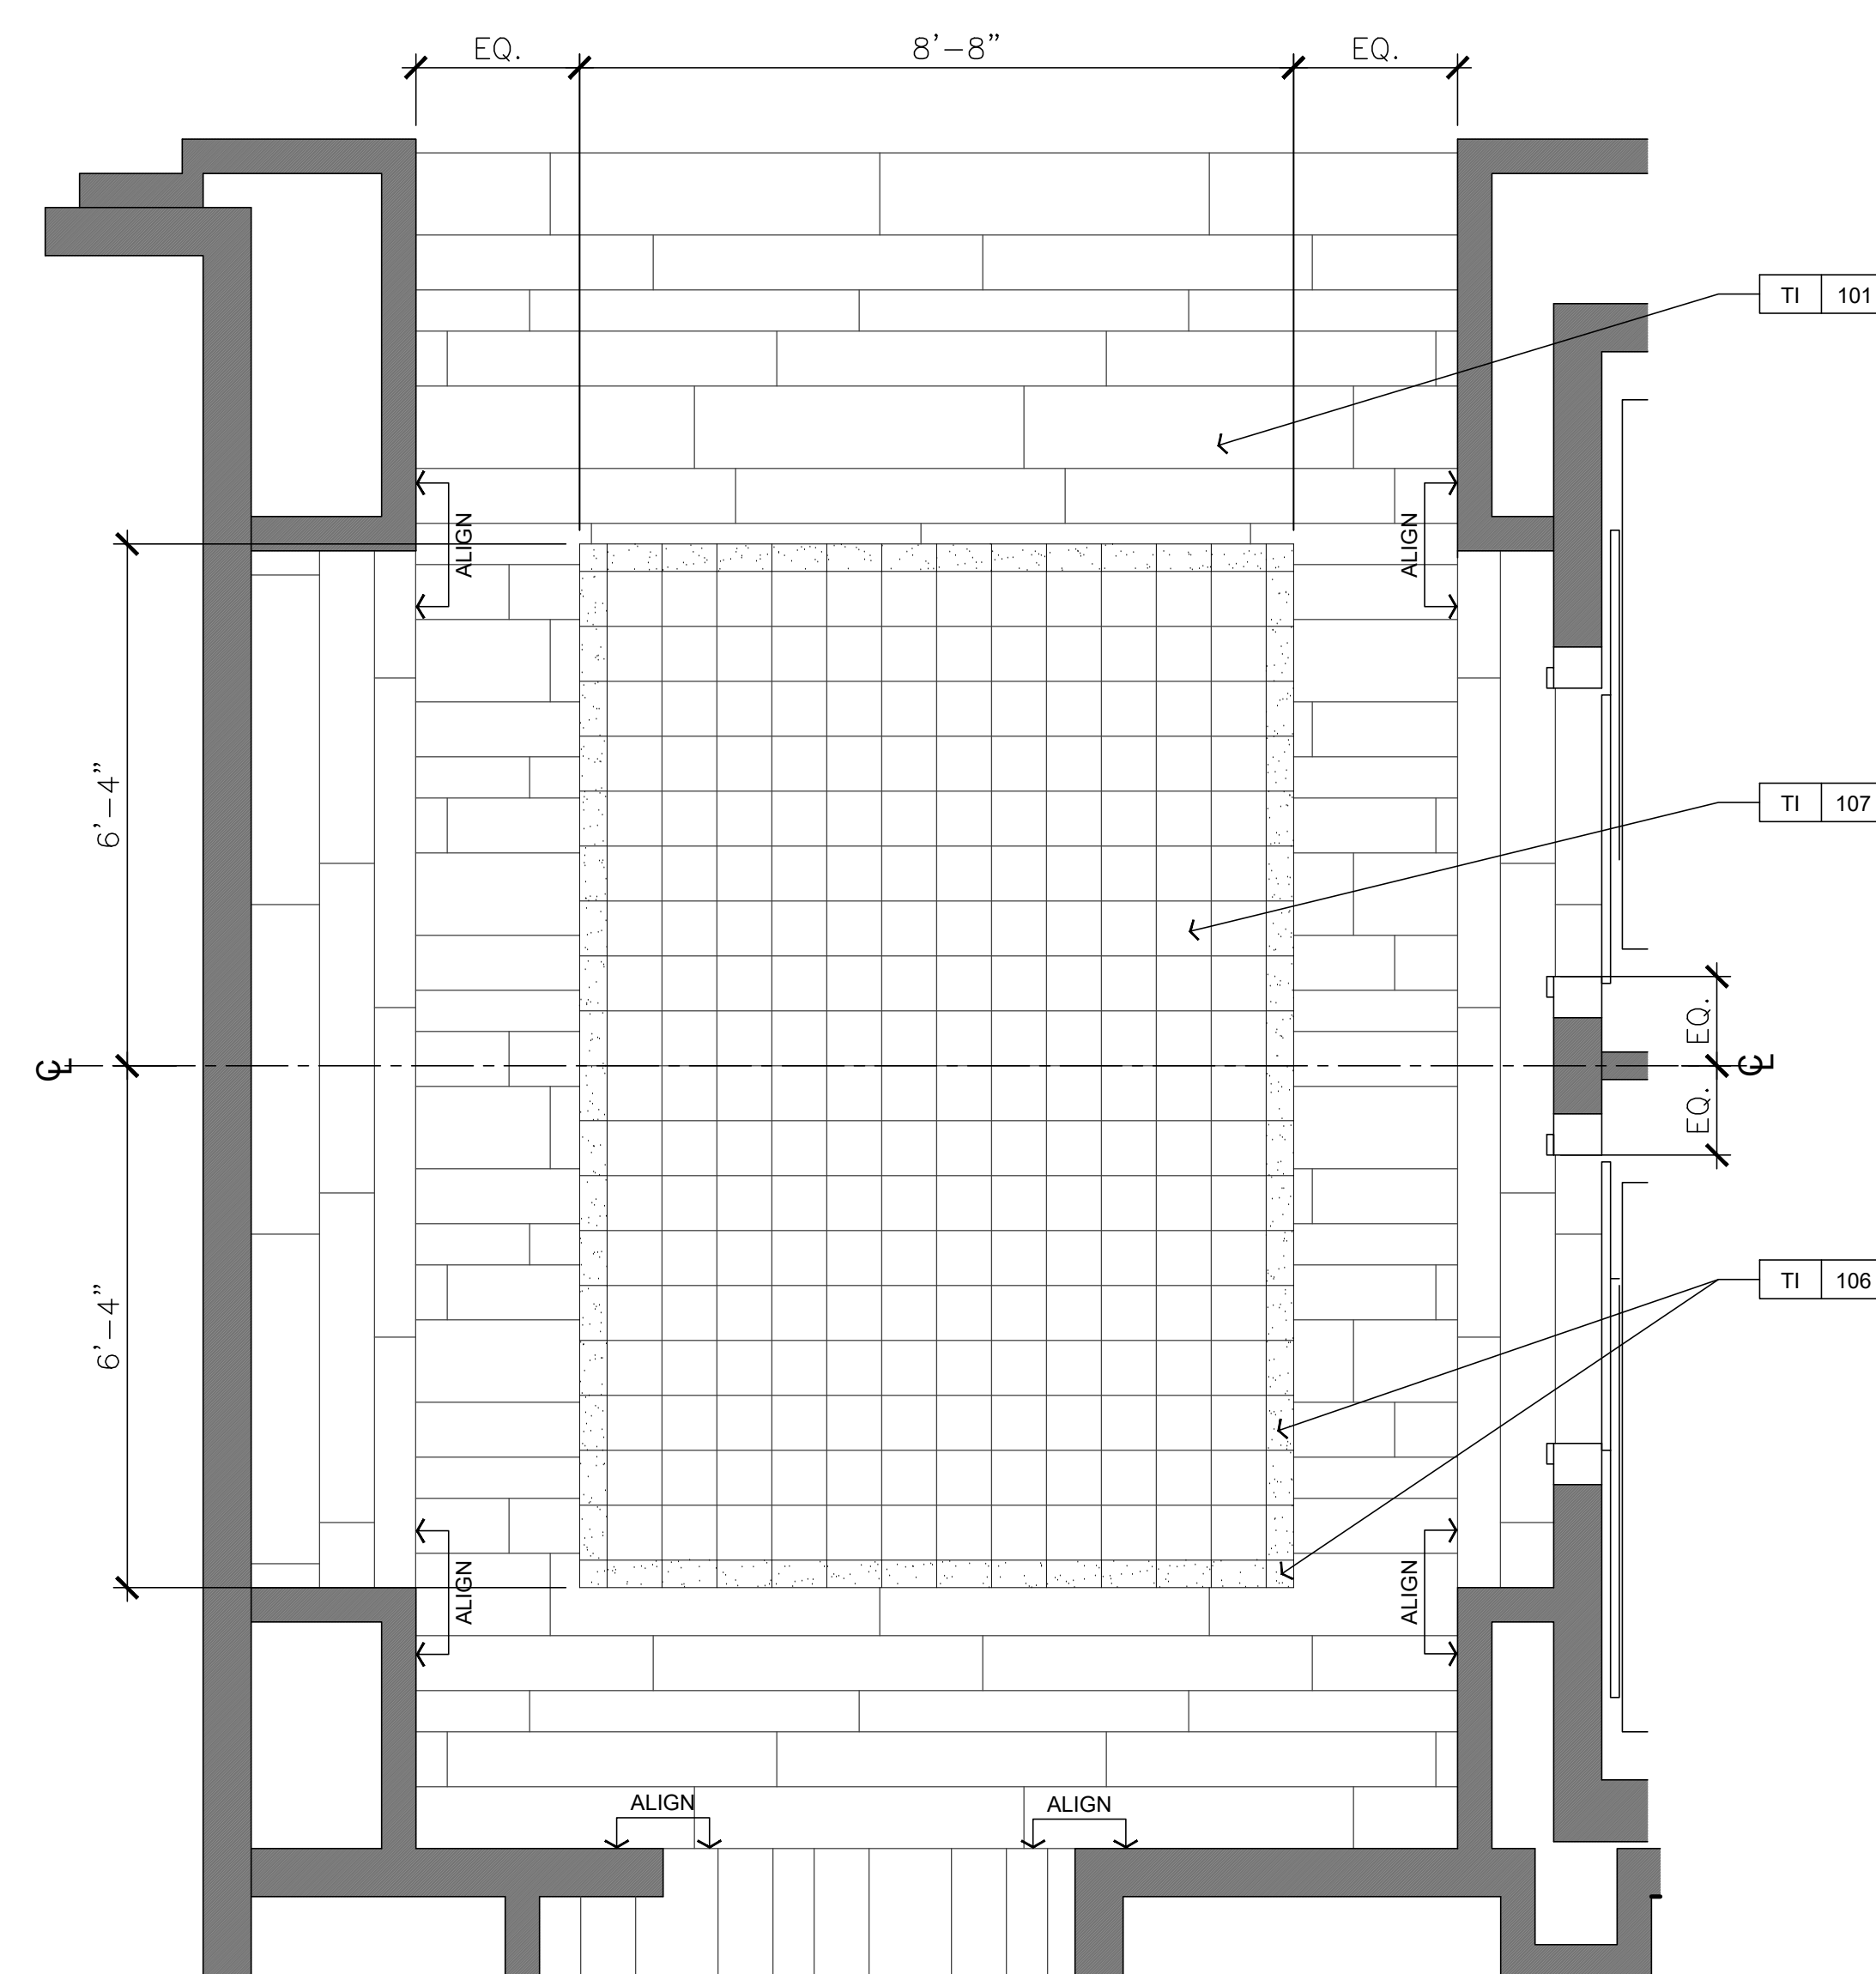 EQ.
8'-8"
EQ.
TI 101
ALIGN
ALIGN
6'-4"
TI 107
EQ.
℄
℄
EQ.
TI 106
6'-4"
ALIGN
ALIGN
ALIGN
ALIGN